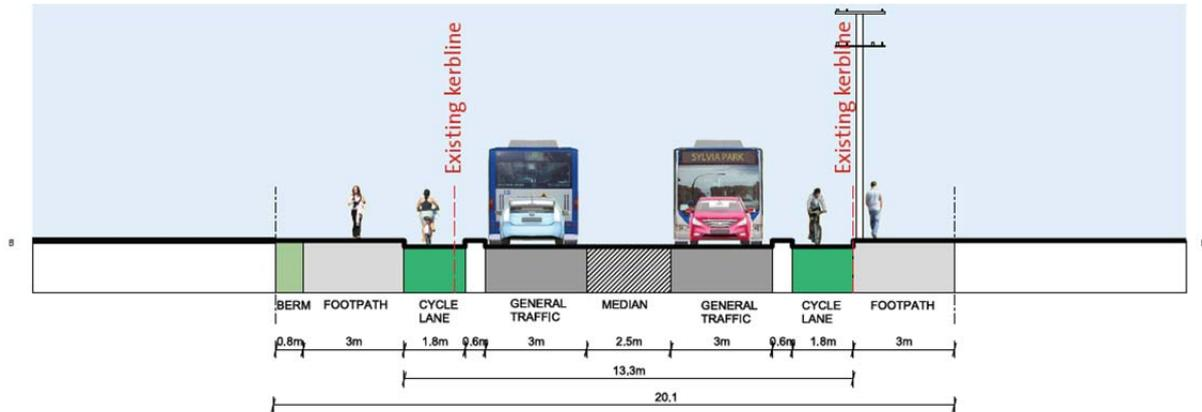 Existing kerbline
Existing kerbline
SYLVIA PARK
BERM
FOOTPATH
CYCLE
LANE
GENERAL
TRAFFIC
MEDIAN
GENERAL
TRAFFIC
CYCLE
LANE
FOOTPATH
0.8m
3m
1.8m
0.6m
3m
2.5m
3m
0.6m
1.8m
3m
13.3m
20.1